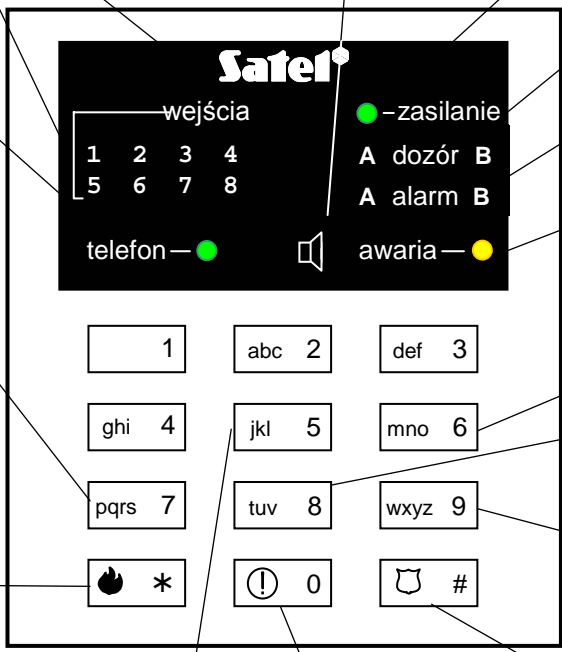 Satel
wejścia
zasilanie
1 2 3 4
A dozór B
5 6 7 8
A alarm B
telefon
awaria
1
abc 2
def 3
ghi 4
jkl 5
mno 6
pqrs 7
tuv 8
wxyz 9
*
! 0
#